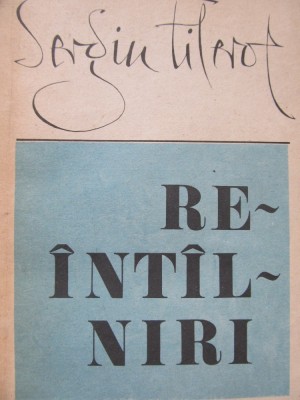 Sergiu Filerot
RE~
ÎNTÎL~
NIRI